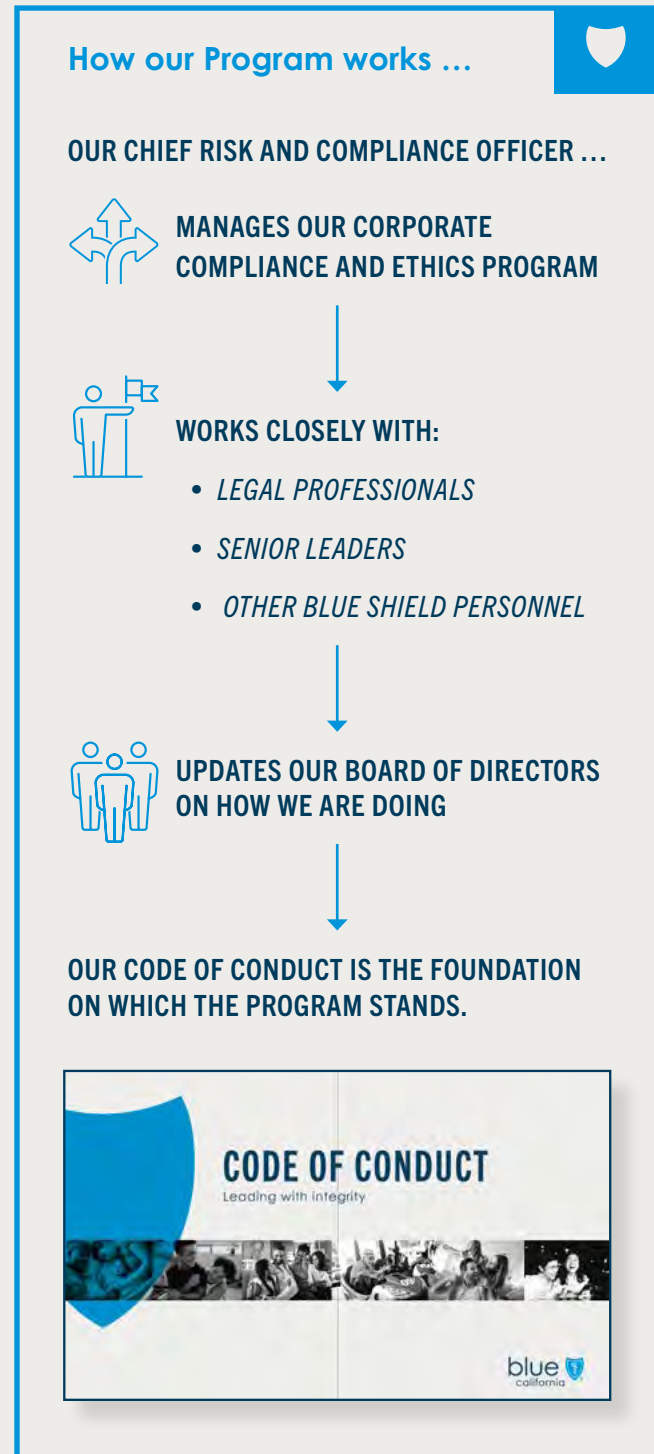 How our Program works …
OUR CHIEF RISK AND COMPLIANCE OFFICER …
MANAGES OUR CORPORATE
COMPLIANCE AND ETHICS PROGRAM
WORKS CLOSELY WITH:
• LEGAL PROFESSIONALS
• SENIOR LEADERS
• OTHER BLUE SHIELD PERSONNEL
UPDATES OUR BOARD OF DIRECTORS
ON HOW WE ARE DOING
OUR CODE OF CONDUCT IS THE FOUNDATION
ON WHICH THE PROGRAM STANDS.
CODE OF CONDUCT
Leading with integrity
blue
california